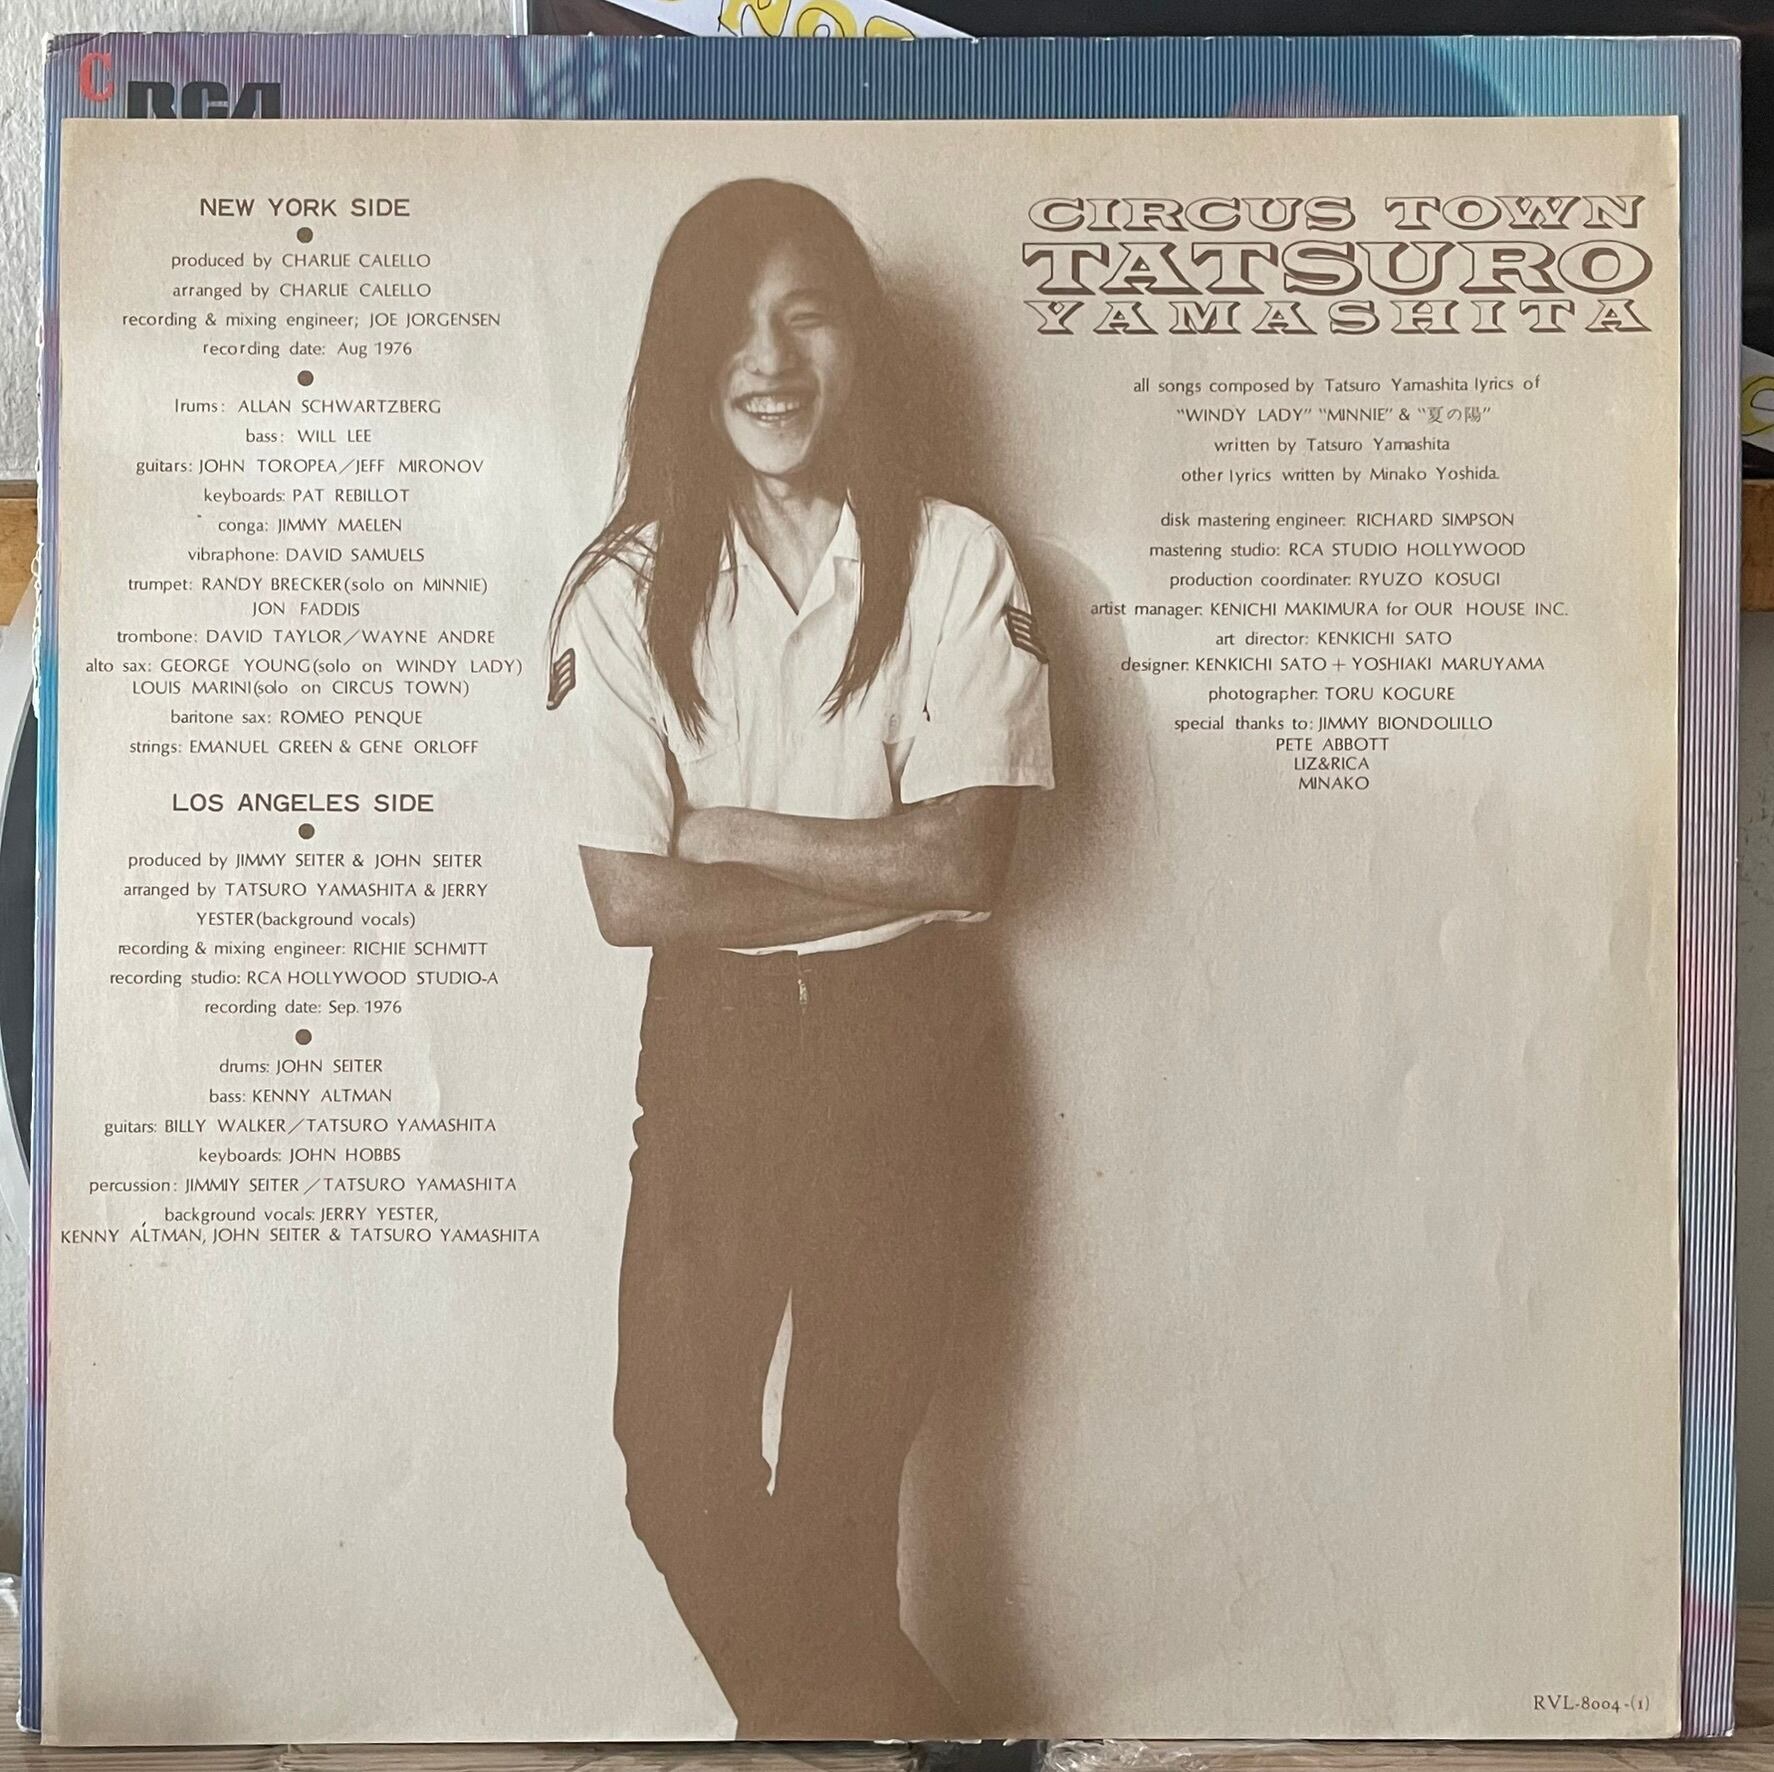 C
RCA
NEW YORK SIDE
produced by CHARLIE CALELLO
arranged by CHARLIE CALELLO
recording & mixing engineer; JOE JORGENSEN
recording date: Aug 1976
lrums: ALLAN SCHWARTZBERG
bass: WILL LEE
guitars: JOHN TOROPEA/JEFF MIRONOV
keyboards: PAT REBILLOT
conga: JIMMY MAELEN
vibraphone: DAVID SAMUELS
trumpet: RANDY BRECKER(solo on MINNIE)
JON FADDIS
trombone: DAVID TAYLOR/WAYNE ANDRE
alto sax: GEORGE YOUNG(solo on WINDY LADY)
LOUIS MARINI(solo on CIRCUS TOWN)
baritone sax: ROMEO PENQUE
strings: EMANUEL GREEN & GENE ORLOFF
LOS ANGELES SIDE
produced by JIMMY SEITER & JOHN SEITER
arranged by TATSURO YAMASHITA & JERRY
YESTER(background vocals)
recording & mixing engineer: RICHIE SCHMITT
recording studio: RCA HOLLYWOOD STUDIO-A
recording date: Sep. 1976
drums: JOHN SEITER
bass: KENNY ALTMAN
guitars: BILLY WALKER/TATSURO YAMASHITA
keyboards: JOHN HOBBS
percussion: JIMMIY SEITER/TATSURO YAMASHITA
background vocals: JERRY YESTER,
KENNY ALTMAN, JOHN SEITER & TATSURO YAMASHITA
CIRCUS TOWN
TATSURO
YAMASHITA
all songs composed by Tatsuro Yamashita lyrics of
"WINDY LADY" "MINNIE" & "夏の陽"
written by Tatsuro Yamashita
other lyrics written by Minako Yoshida.
disk mastering engineer: RICHARD SIMPSON
mastering studio: RCA STUDIO HOLLYWOOD
production coordinater: RYUZO KOSUGI
artist manager: KENICHI MAKIMURA for OUR HOUSE INC.
art director: KENKICHI SATO
designer: KENKICHI SATO + YOSHIAKI MARUYAMA
photographer: TORU KOGURE
special thanks to: JIMMY BIONDOLILLO
PETE ABBOTT
LIZ&RICA
MINAKO
RVL-8004-(1)